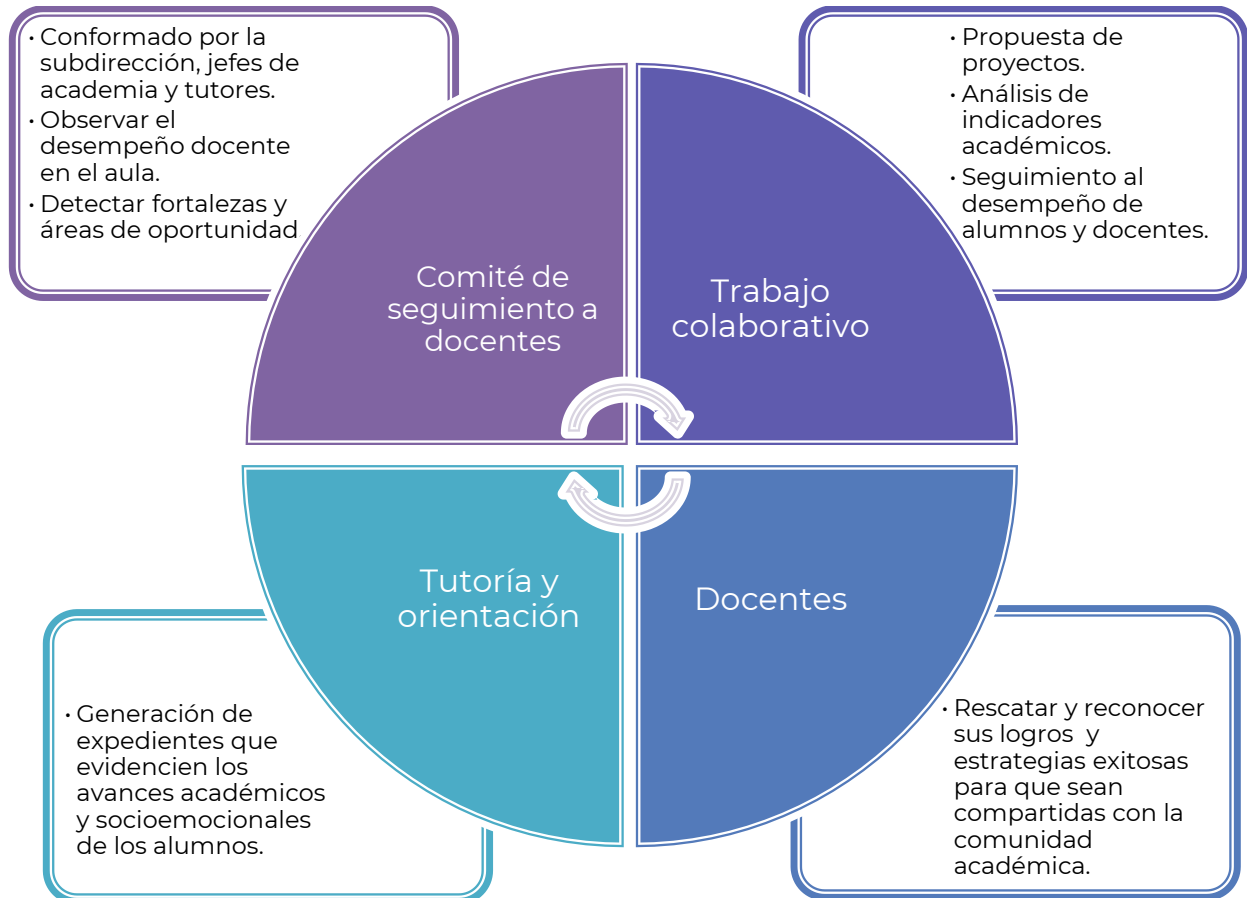 · Conformado por la
subdirección, jefes de
academia y tutores.
· Observar el
desempeño docente
en el aula.
· Detectar fortalezas y
áreas de oportunidad
· Propuesta de
proyectos.
· Análisis de
indicadores
académicos.
· Seguimiento al
desempeño de
alumnos y docentes.
Comité de
seguimiento a
docentes
Trabajo
colaborativo
Tutoría y
orientación
Docentes
· Generación de
expedientes que
evidencien los
avances académicos
y socioemocionales
de los alumnos.
· Rescatar y reconocer
sus logros y
estrategias exitosas
para que sean
compartidas con la
comunidad
académica.